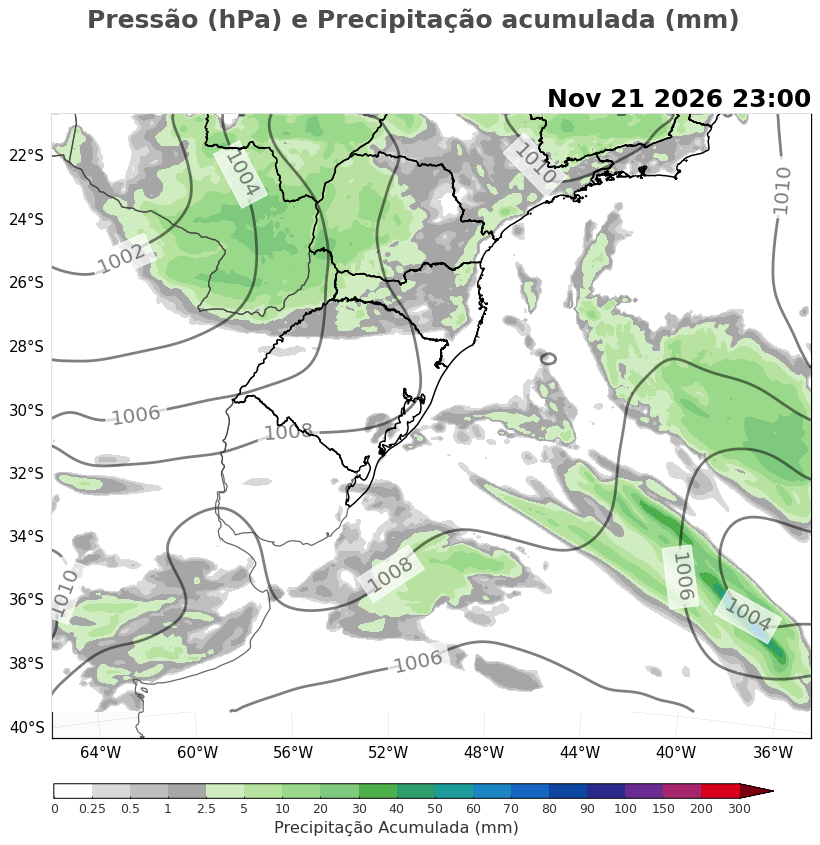 Pressão (hPa) e Precipitação acumulada (mm)
Nov 21 2026 23:00
22°S
24°S
26°S
28°S
30°S
32°S
34°S
36°S
38°S
40°S
1010
1010
1004
1002
1006
1008
1010
1008
1006
1006
1004
64°W 60°W 56°W 52°W 48°W 44°W 40°W 36°W
0 0.25 0.5 1 2.5 5 10 20 30 40 50 60 70 80 90 100 150 200 300
Precipitação Acumulada (mm)